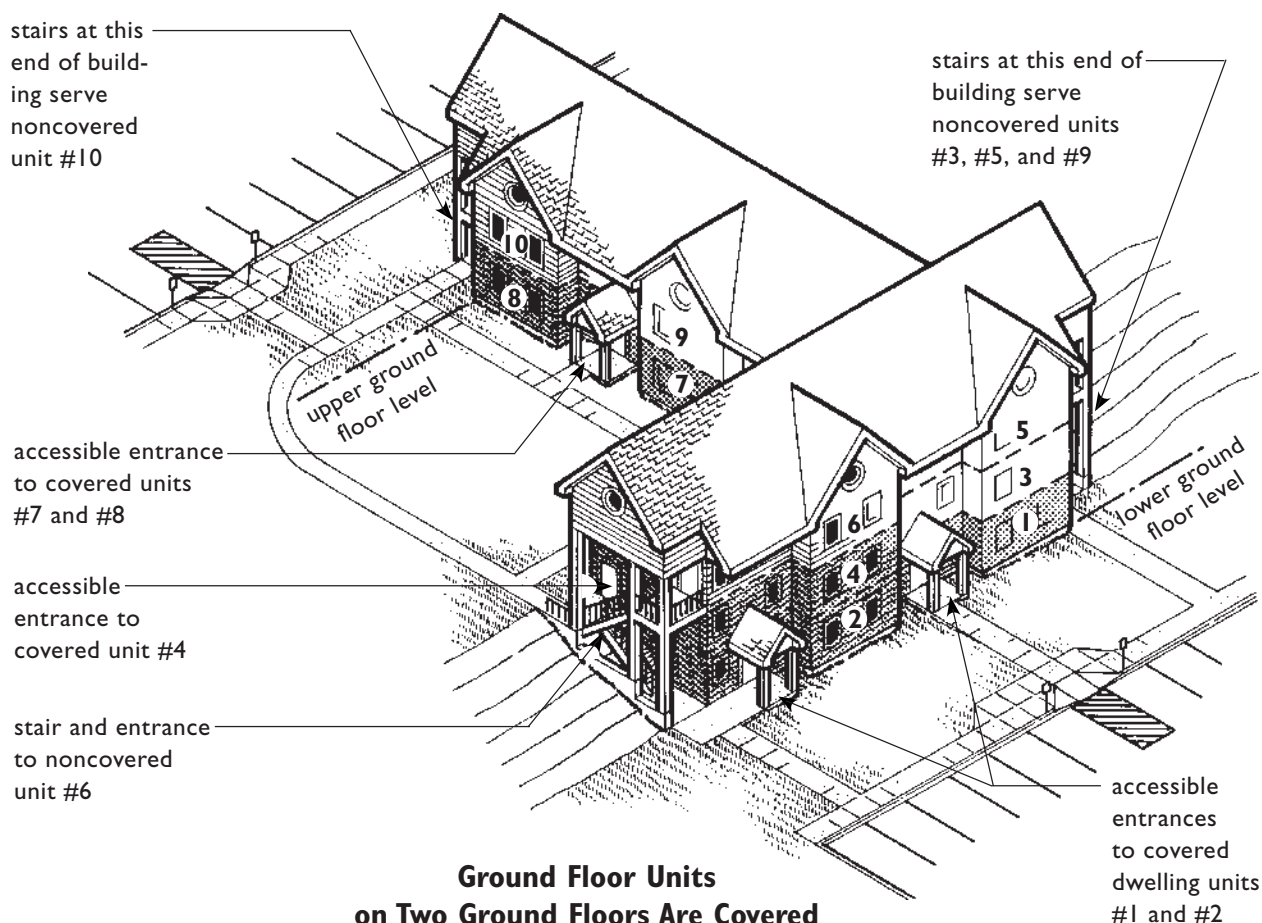 stairs at this
end of build-
ing serve
noncovered
unit #10
stairs at this end of
building serve
noncovered units
#3, #5, and #9
10
8
9
7
upper ground
floor level
accessible entrance
to covered units
#7 and #8
5
3
1
lower ground
floor level
6
4
2
accessible
entrance to
covered unit #4
stair and entrance
to noncovered
unit #6
accessible
entrances
to covered
dwelling units
#1 and #2
Ground Floor Units
on Two Ground Floors Are Covered